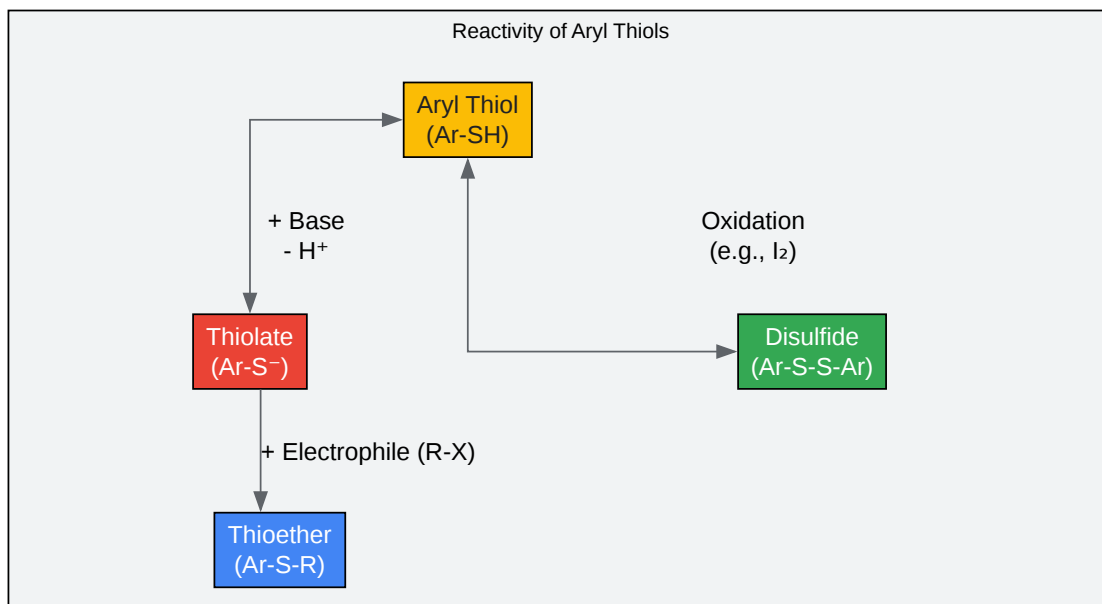 Reactivity of Aryl Thiols
Aryl Thiol
(Ar-SH)
+ Base
- H⁺
Oxidation
(e.g., I₂)
Thiolate
(Ar-S⁻)
Disulfide
(Ar-S-S-Ar)
+ Electrophile (R-X)
Thioether
(Ar-S-R)